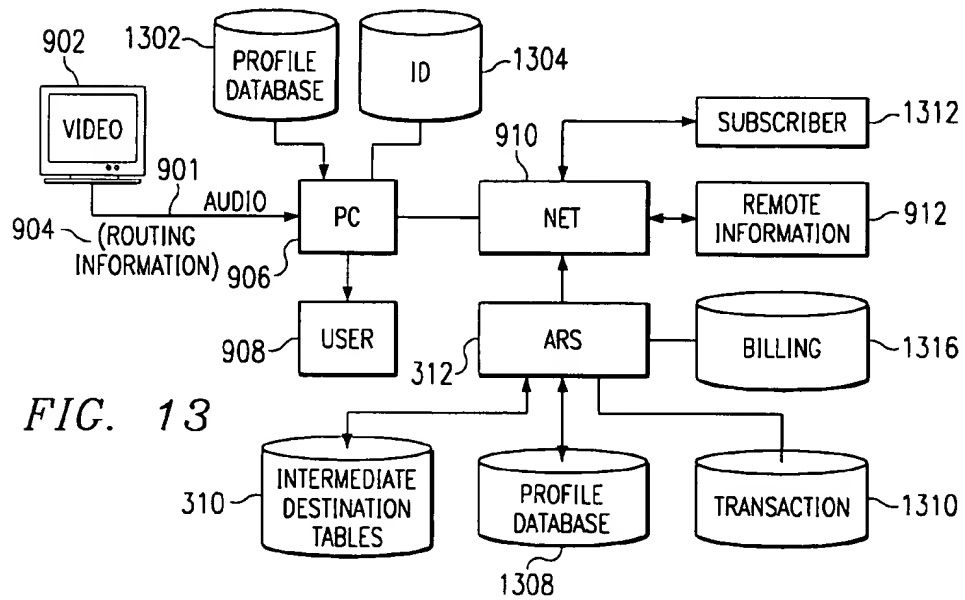 902
VIDEO
1302
PROFILE
DATABASE
ID
1304
901
AUDIO
904
(ROUTING
INFORMATION)
906
PC
910
NET
SUBSCRIBER
1312
REMOTE
INFORMATION
912
908
USER
312
ARS
BILLING
1316
FIG. 13
310
INTERMEDIATE
DESTINATION
TABLES
PROFILE
DATABASE
1308
TRANSACTION
1310